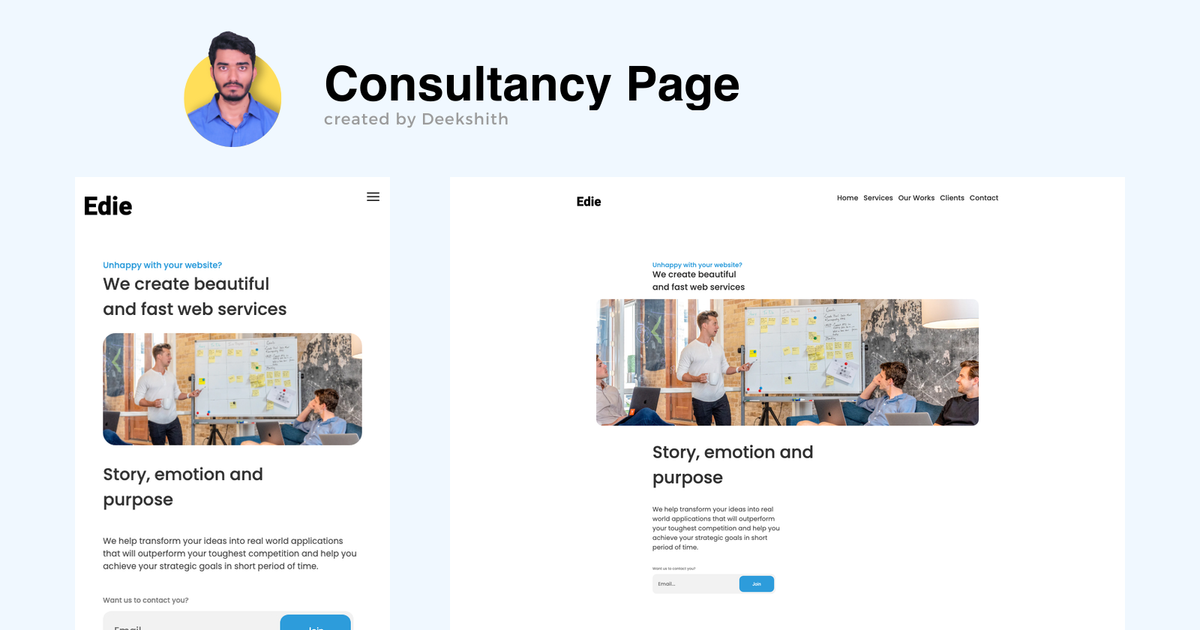 Consultancy Page
created by Deekshith
Edie
Unhappy with your website?
We create beautiful
and fast web services
Story, emotion and
purpose
We help transform your ideas into real world applications
that will outperform your toughest competition and help you
achieve your strategic goals in short period of time.
Want us to contact you?
Email...
Join
Edie
Home Services Our Works Clients Contact
Unhappy with your website?
We create beautiful
and fast web services
Story, emotion and
purpose
We help transform your ideas into real
world applications that will outperform
your toughest competition and help you
achieve your strategic goals in short
period of time.
Want us to contact you?
Email...
Join